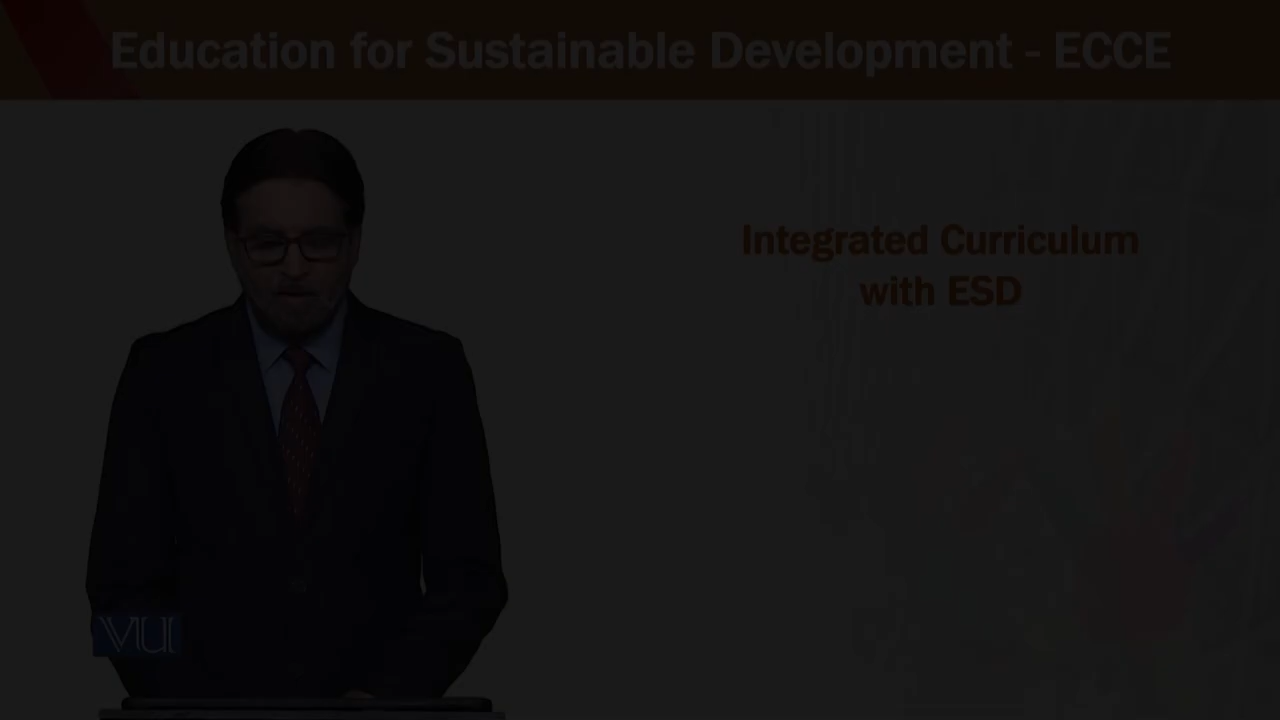 Education for Sustainable Development - ECCE
Integrated Curriculum
with ESD
VU